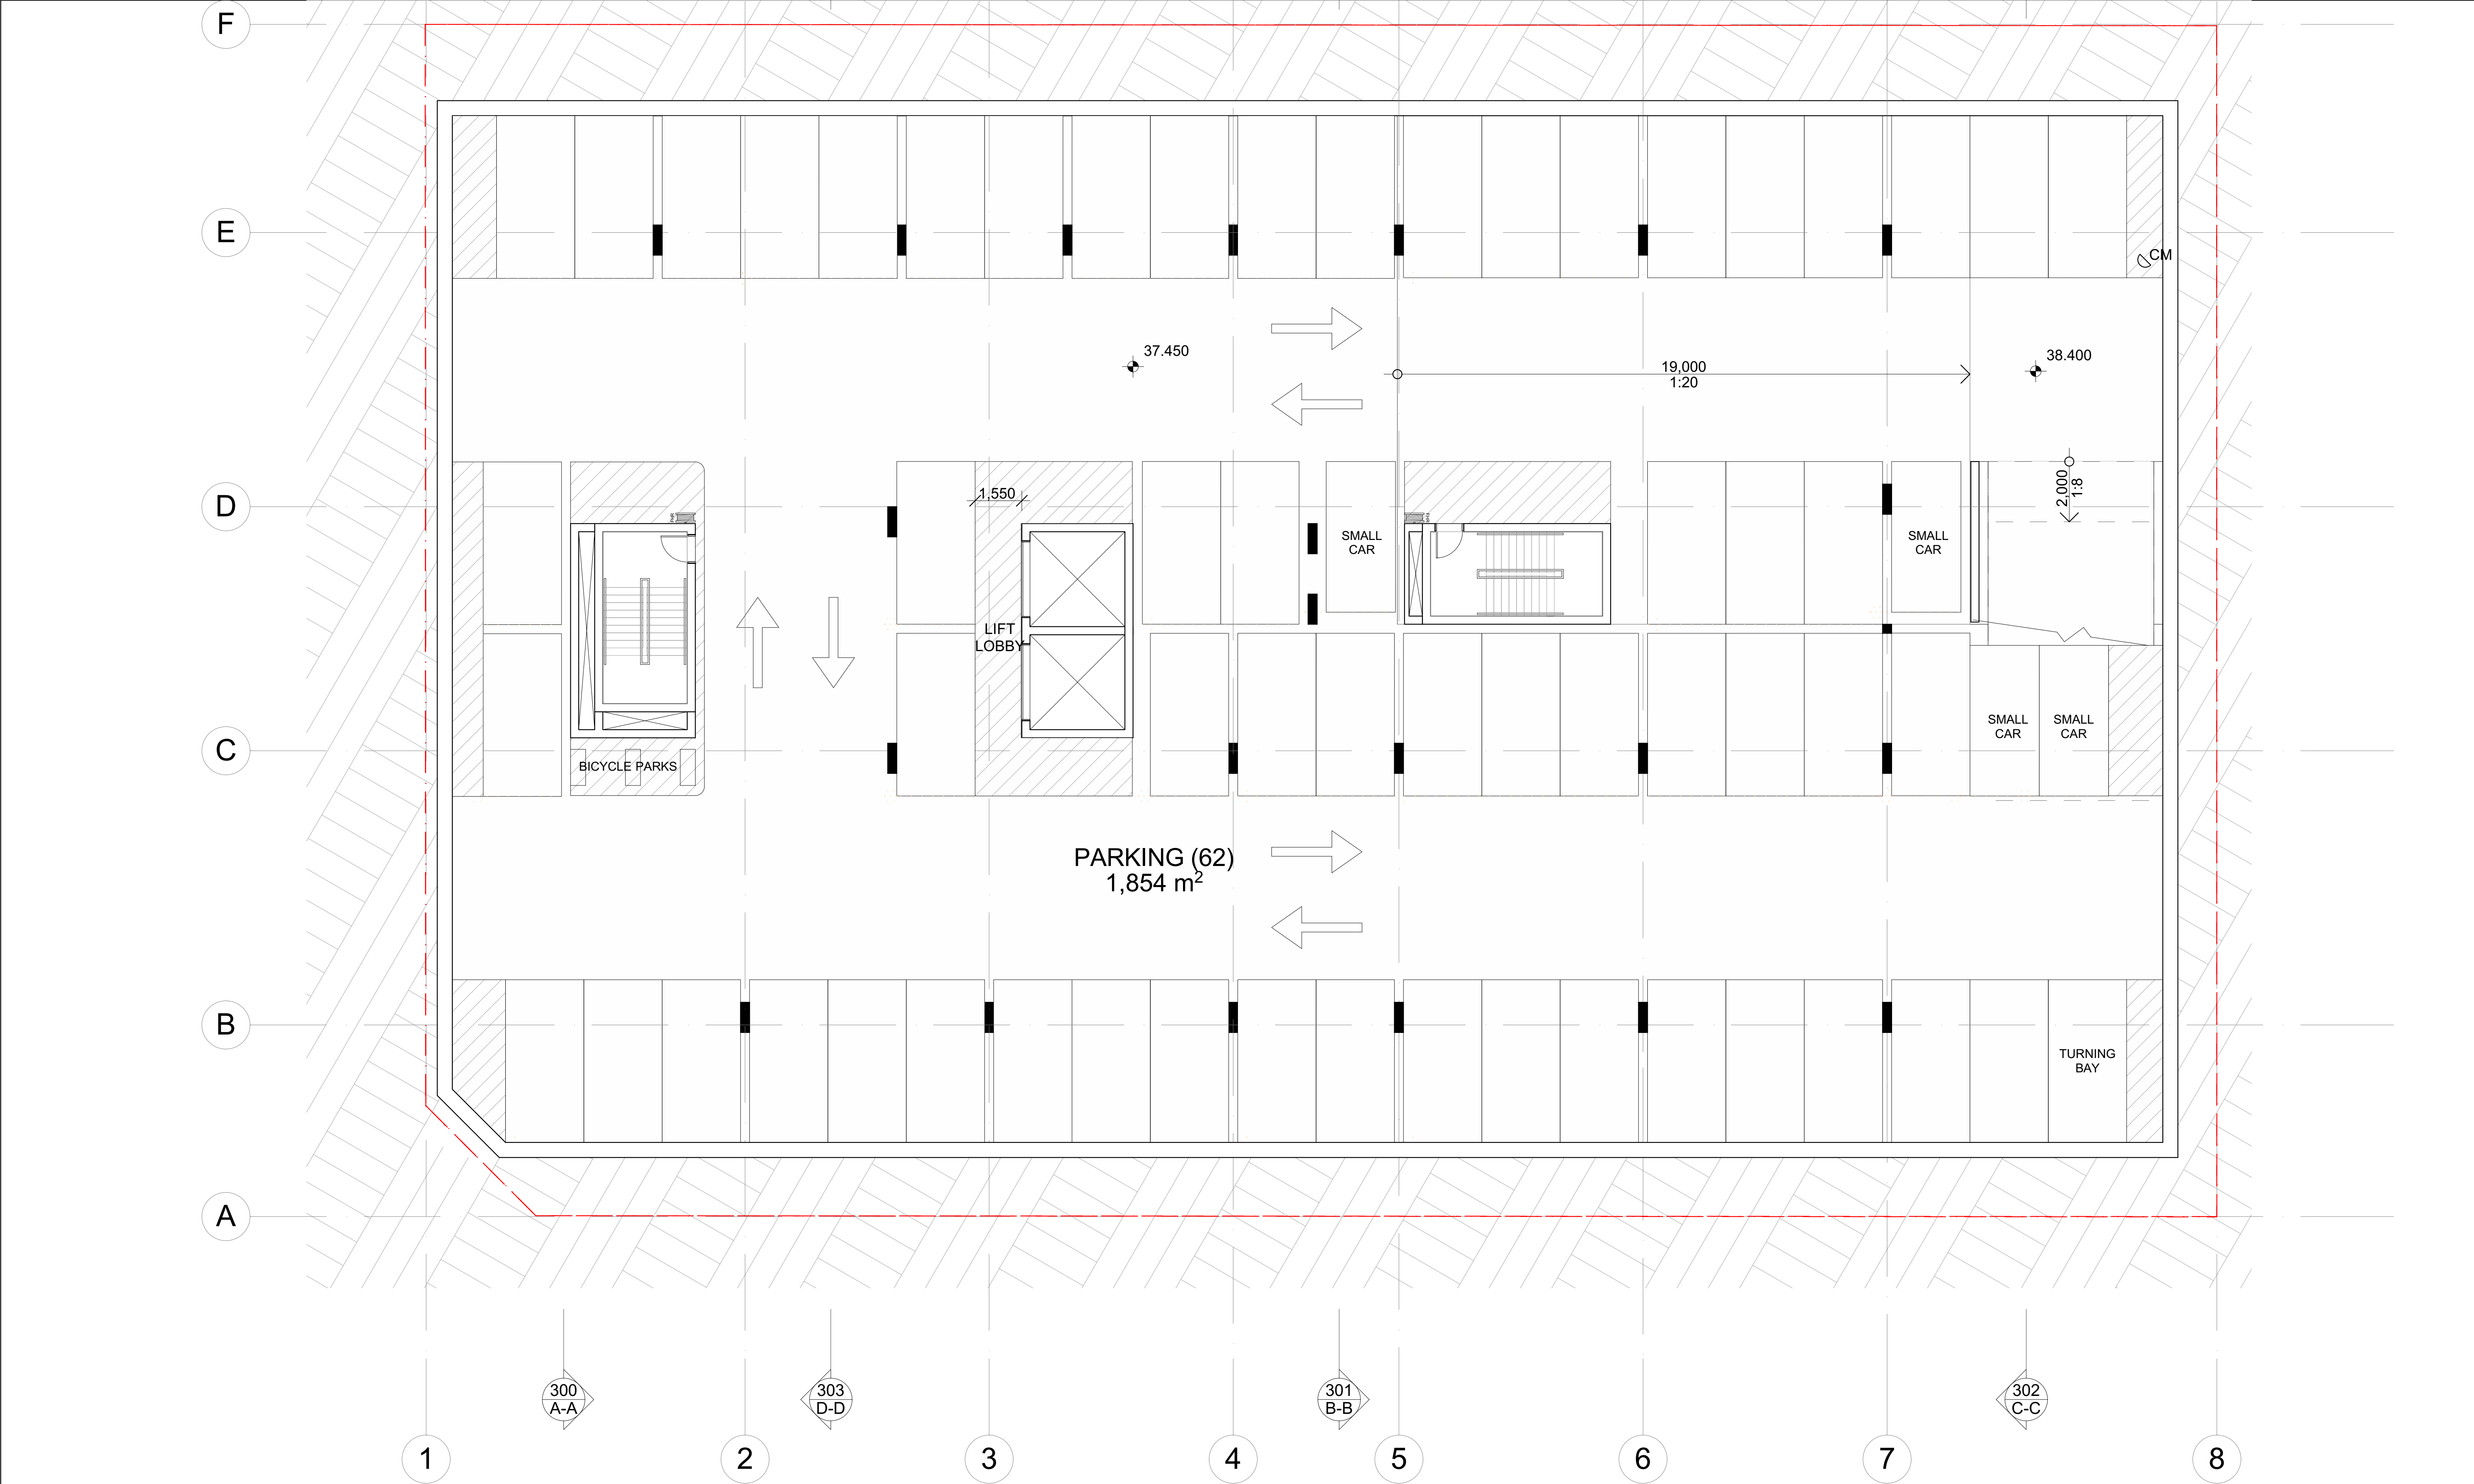 F
E
CM
37.450
19,000
1:20
38.400
D
1,550
2,000
1:8
SMALL
CAR
SMALL
CAR
LIFT
LOBBY
C
SMALL
CAR
SMALL
CAR
BICYCLE PARKS
PARKING (62)
1,854 m²
B
TURNING
BAY
A
300
A-A
303
D-D
301
B-B
302
C-C
1
2
3
4
5
6
7
8